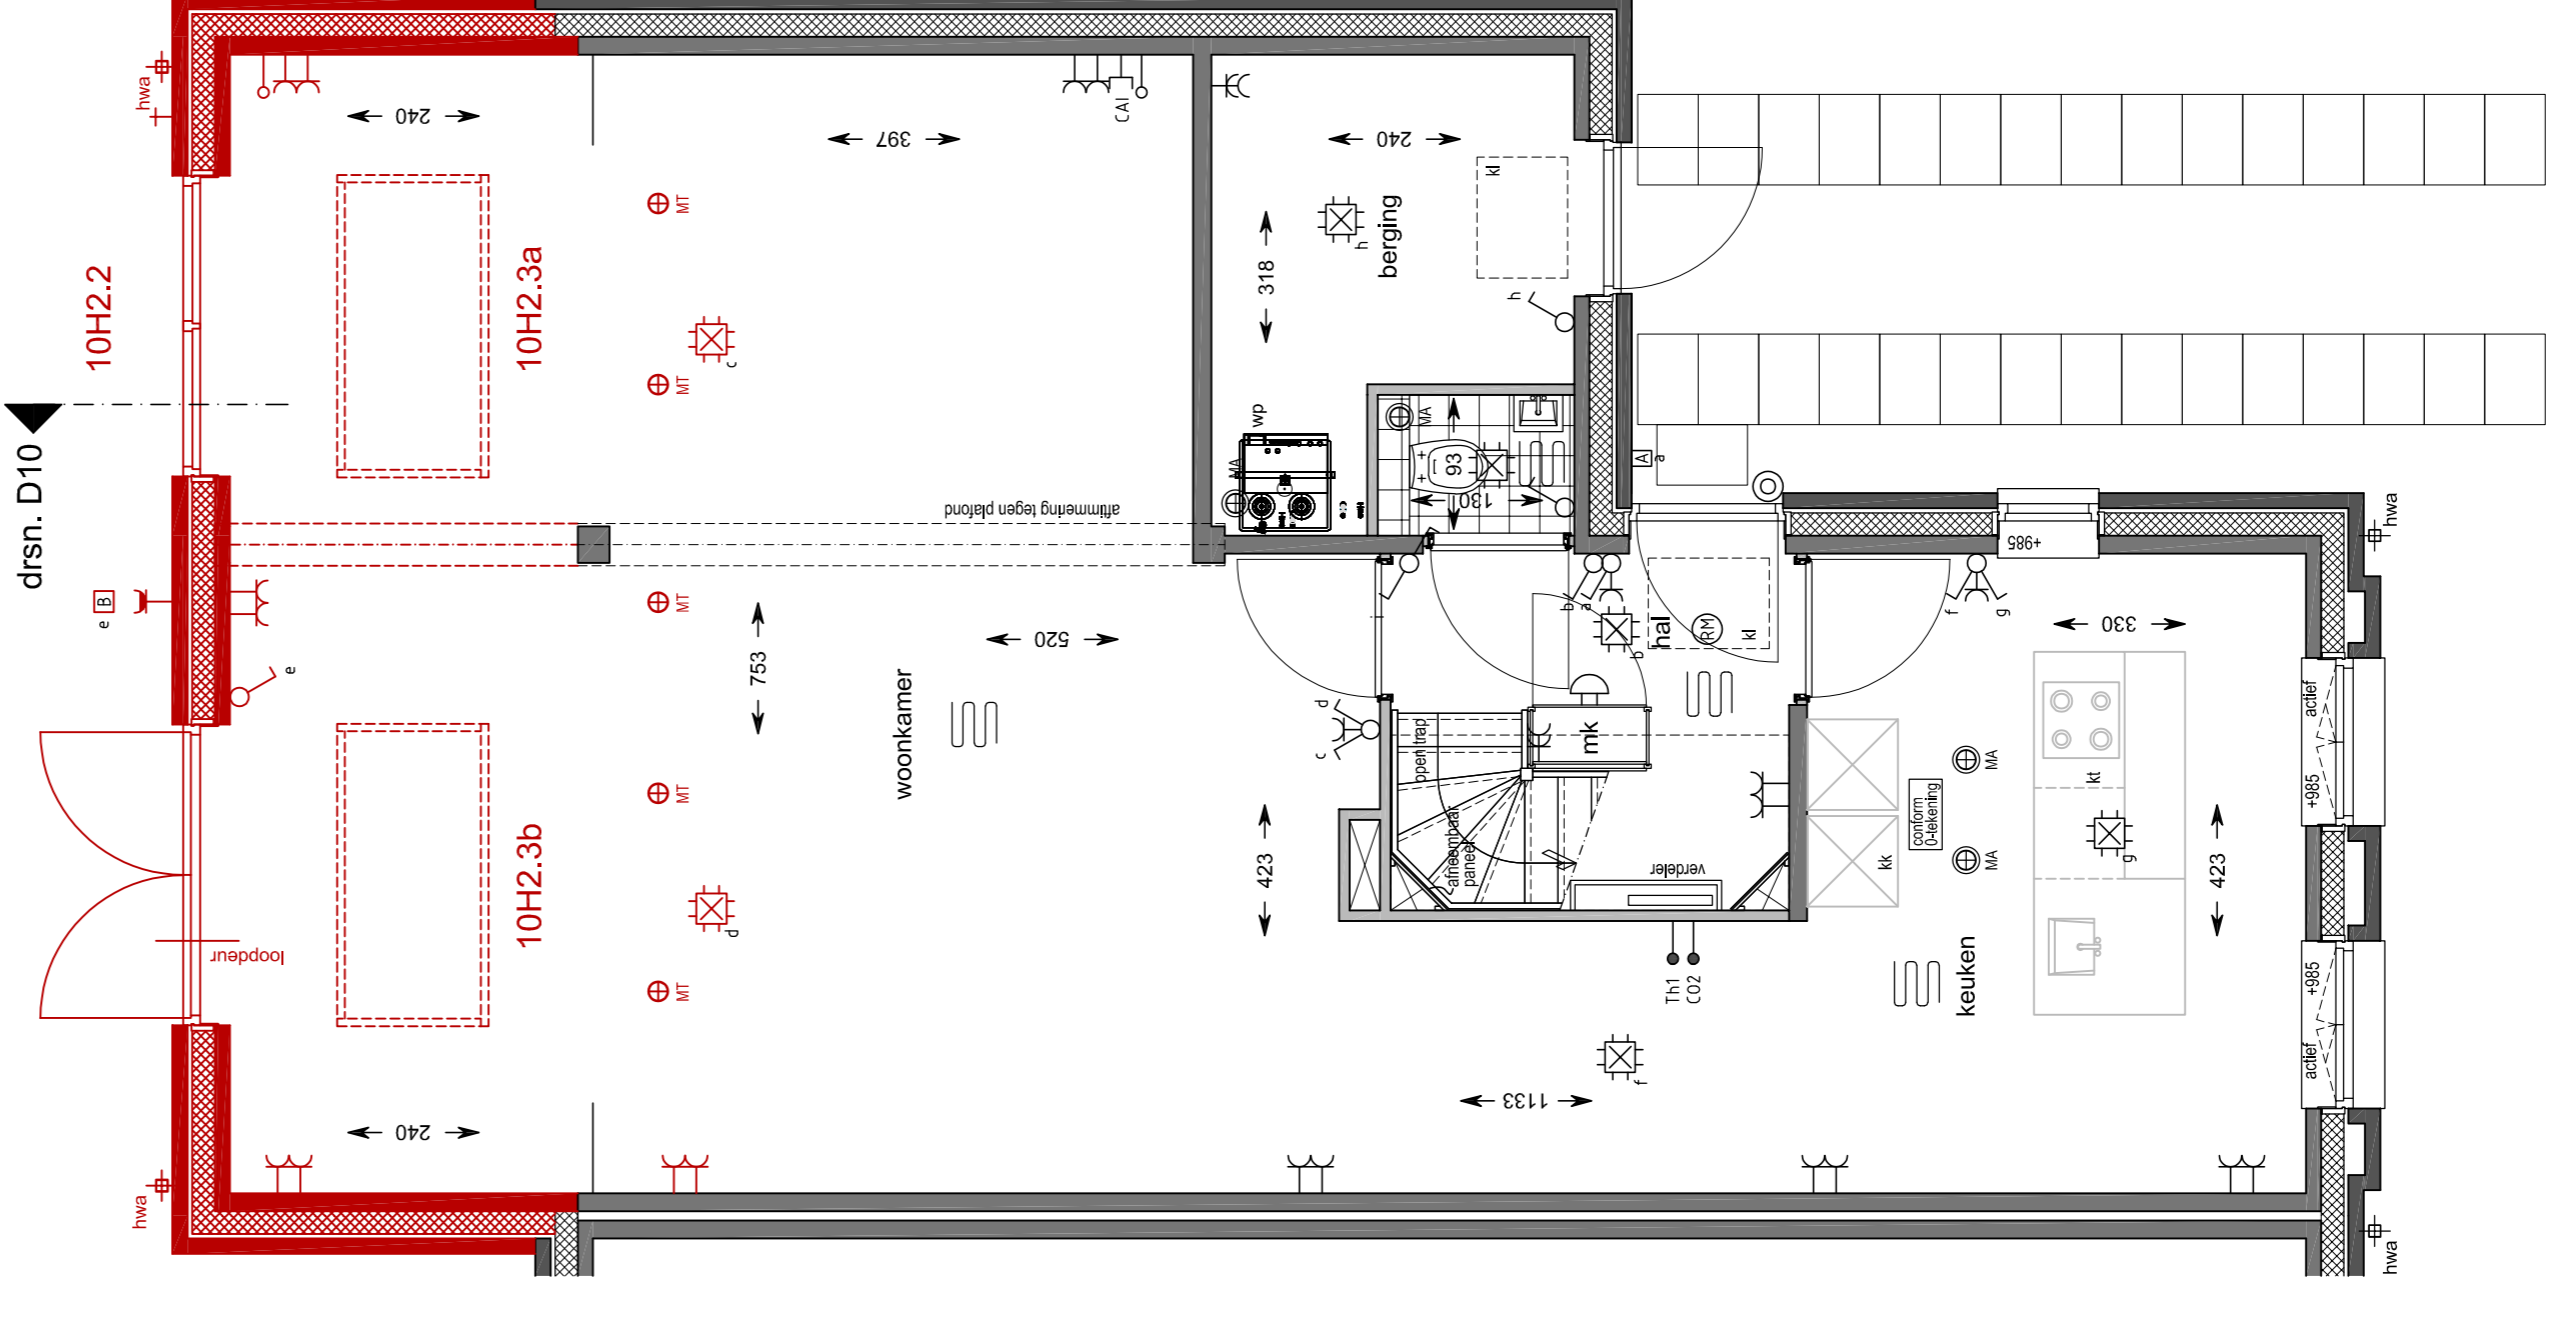 drsn. D10
10H2.2
hwa
240
10H2.3a
MT
MT
c
397
CAI
240
kl
h
berging
318
h
wp
MA
MA
93
130
A
a
aftimmering tegen plafond
e
B
e
MT
753
520
woonkamer
MT
d
MT
10H2.3b
loopdeur
240
hwa
d
c
open trap
afneembaar
paneel
mk
b
a
b
hal
RM
kl
verdeler
423
Th1
CO2
1133
f
+985
f
g
330
hwa
actief
+985
kt
g
MA
MA
conform
0-tekening
kk
423
keuken
+985
actief
hwa